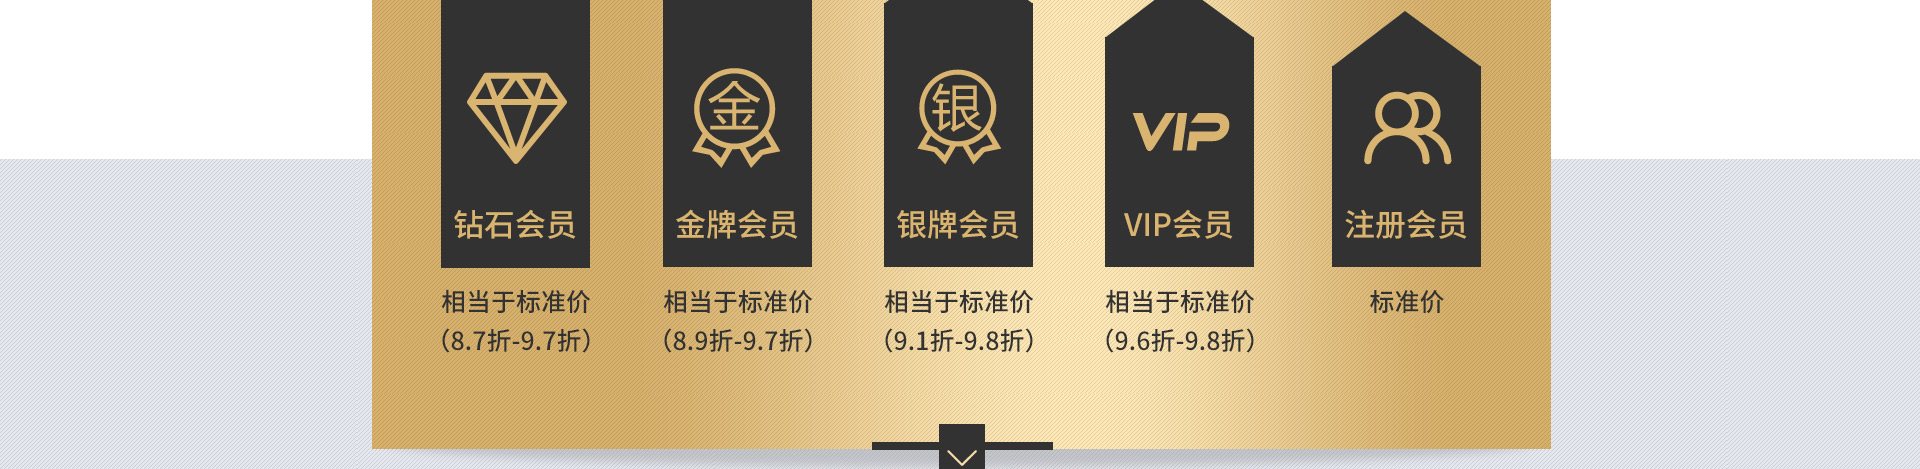 金
银
VIP
钻石会员
金牌会员
银牌会员
VIP会员
注册会员
相当于标准价
(8.7折-9.7折)
相当于标准价
(8.9折-9.7折)
相当于标准价
(9.1折-9.8折)
相当于标准价
(9.6折-9.8折)
标准价